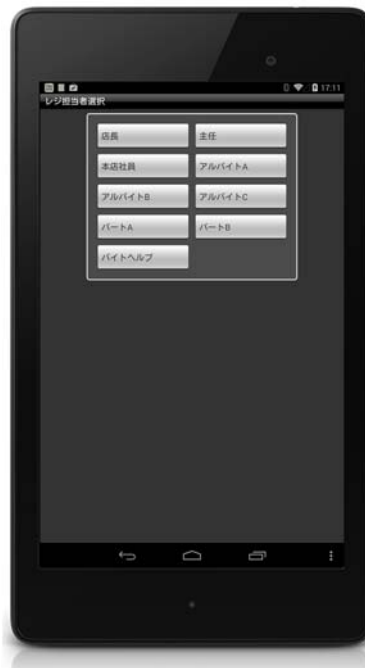 17:11
レジ担当者選択
店長
主任
本店社員
アルバイトA
アルバイトB
アルバイトC
パートA
パートB
バイトヘルプ